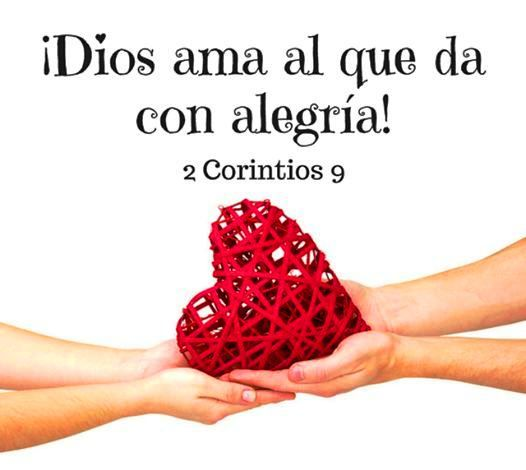 ¡Dios ama al que da
con alegría!
2 Corintios 9